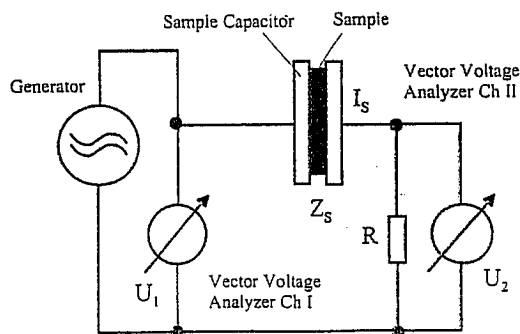 Sample Capacitor
Sample
Generator
I_S
Vector Voltage
Analyzer Ch II
Z_S
R
U_1
U_2
Vector Voltage
Analyzer Ch I